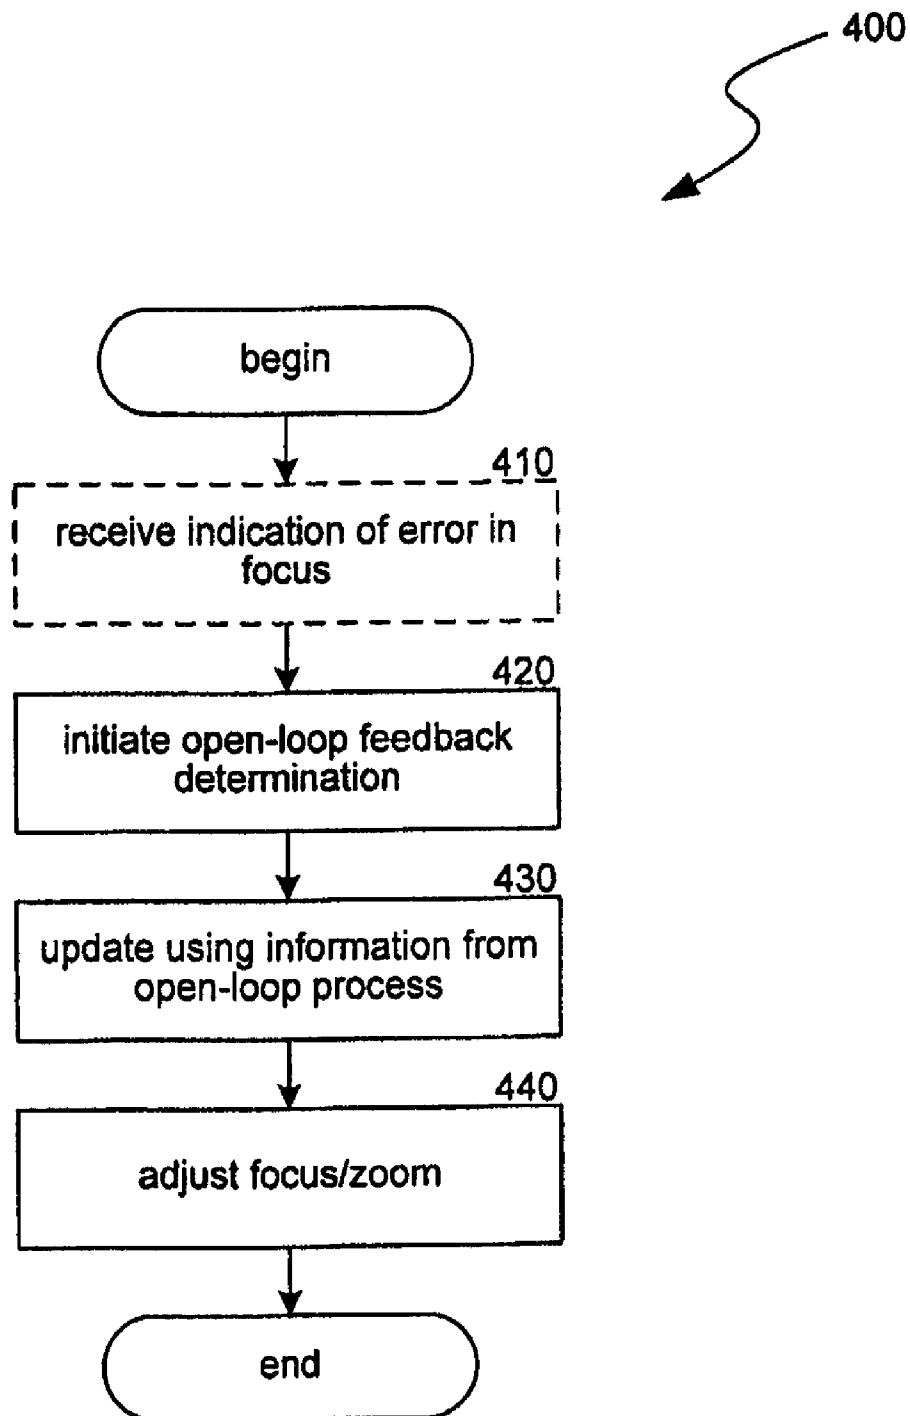 400
begin
410
receive indication of error in
focus
420
initiate open-loop feedback
determination
430
update using information from
open-loop process
440
adjust focus/zoom
end